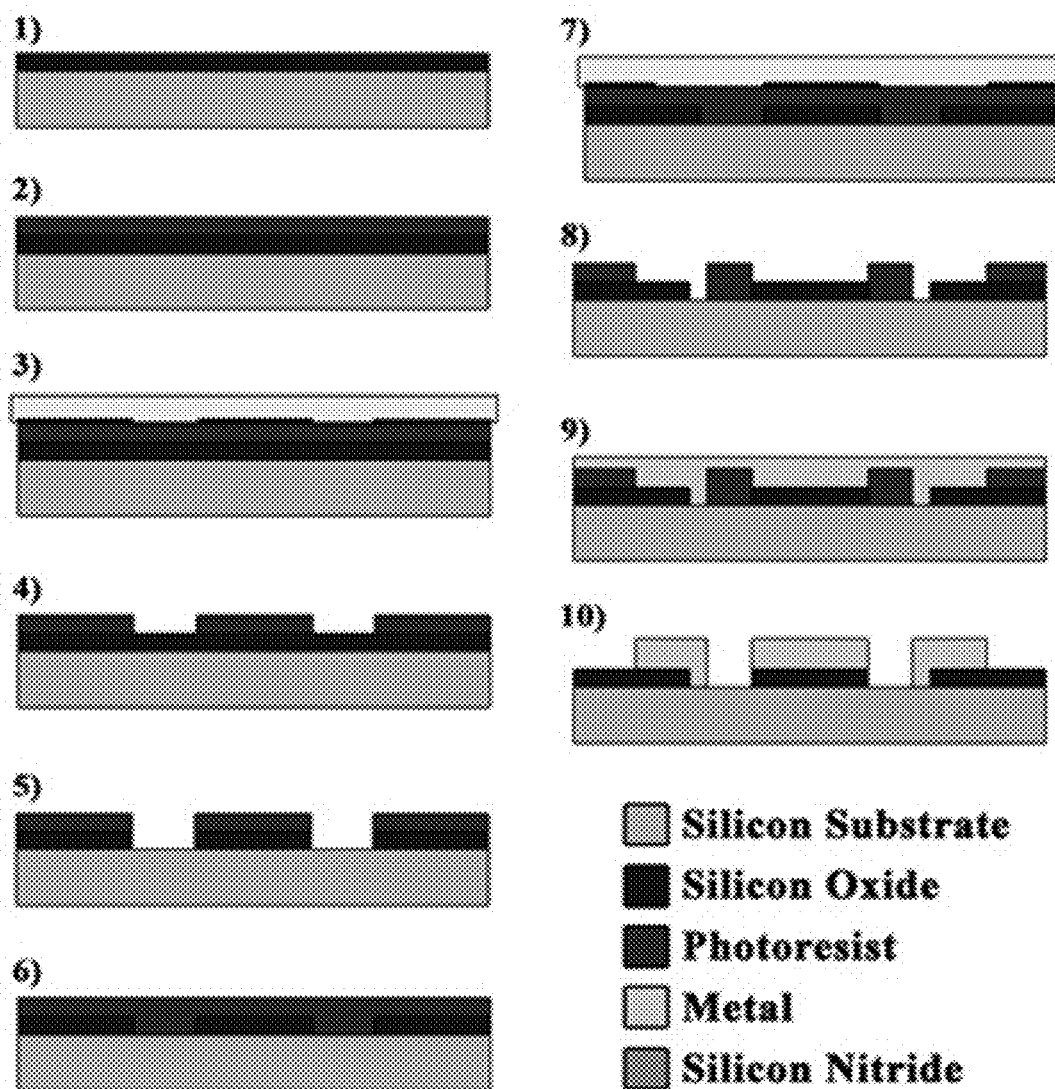 1)
2)
3)
4)
5)
6)
7)
8)
9)
10)
Silicon Substrate
Silicon Oxide
Photoresist
Metal
Silicon Nitride